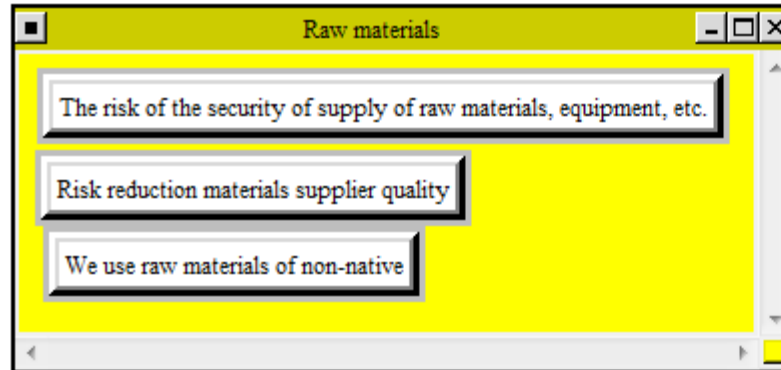 Raw materials
The risk of the security of supply of raw materials, equipment, etc.
Risk reduction materials supplier quality
We use raw materials of non-native